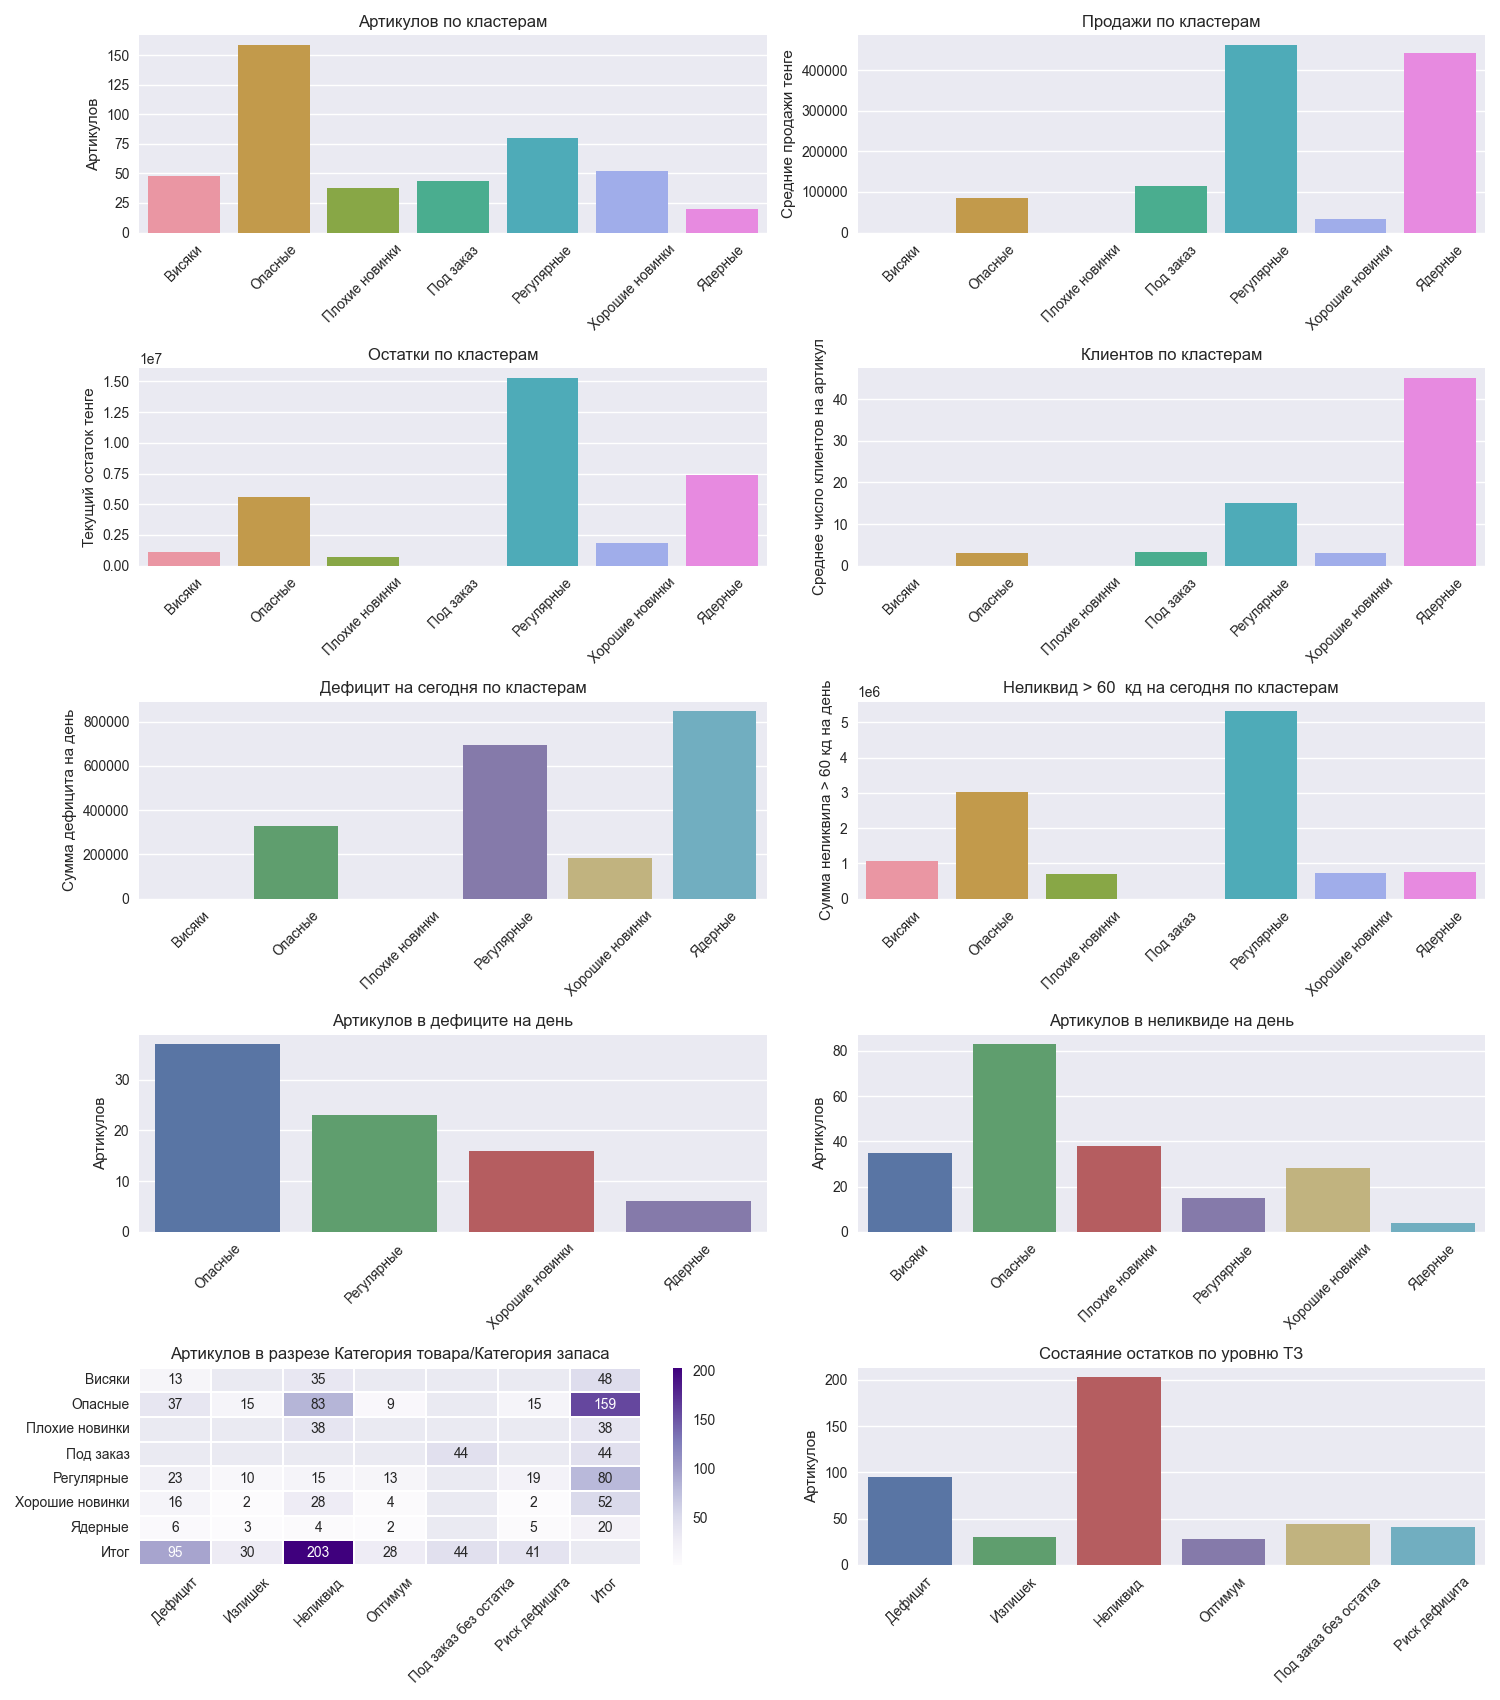 Артикулов по кластерам
Артикулов
150
125
100
75
50
25
0
Висяки
Опасные
Плохие новинки
Под заказ
Регулярные
Хорошие новинки
Ядерные
Продажи по кластерам
Средние продажи тенге
400000
300000
200000
100000
0
Висяки
Опасные
Плохие новинки
Под заказ
Регулярные
Хорошие новинки
Ядерные
Остатки по кластерам
1e7
Текущий остаток тенге
1.50
1.25
1.00
0.75
0.50
0.25
0.00
Висяки
Опасные
Плохие новинки
Под заказ
Регулярные
Хорошие новинки
Ядерные
Клиентов по кластерам
Среднее число клиентов на артикул
40
30
20
10
0
Висяки
Опасные
Плохие новинки
Под заказ
Регулярные
Хорошие новинки
Ядерные
Дефицит на сегодня по кластерам
Сумма дефицита на день
800000
600000
400000
200000
0
Висяки
Опасные
Плохие новинки
Регулярные
Хорошие новинки
Ядерные
Неликвид > 60 кд на сегодня по кластерам
1e6
Сумма неликвила > 60 кд на день
5
4
3
2
1
0
Висяки
Опасные
Плохие новинки
Под заказ
Регулярные
Хорошие новинки
Ядерные
Артикулов в дефиците на день
Артикулов
30
20
10
0
Опасные
Регулярные
Хорошие новинки
Ядерные
Артикулов в неликвиде на день
Артикулов
80
60
40
20
0
Висяки
Опасные
Плохие новинки
Регулярные
Хорошие новинки
Ядерные
Артикулов в разрезе Категория товара/Категория запаса
Висяки 13 35 48
Опасные 37 15 83 9 15 159
Плохие новинки 38 38
Под заказ 44 44
Регулярные 23 10 15 13 19 80
Хорошие новинки 16 2 28 4 2 52
Ядерные 6 3 4 2 5 20
Итог 95 30 203 28 44 41
Дефицит
Излишек
Неликвид
Оптимум
Под заказ без остатка
Риск дефицита
Итог
200
150
100
50
Состаяние остатков по уровню ТЗ
Артикулов
200
150
100
50
0
Дефицит
Излишек
Неликвид
Оптимум
Под заказ без остатка
Риск дефицита